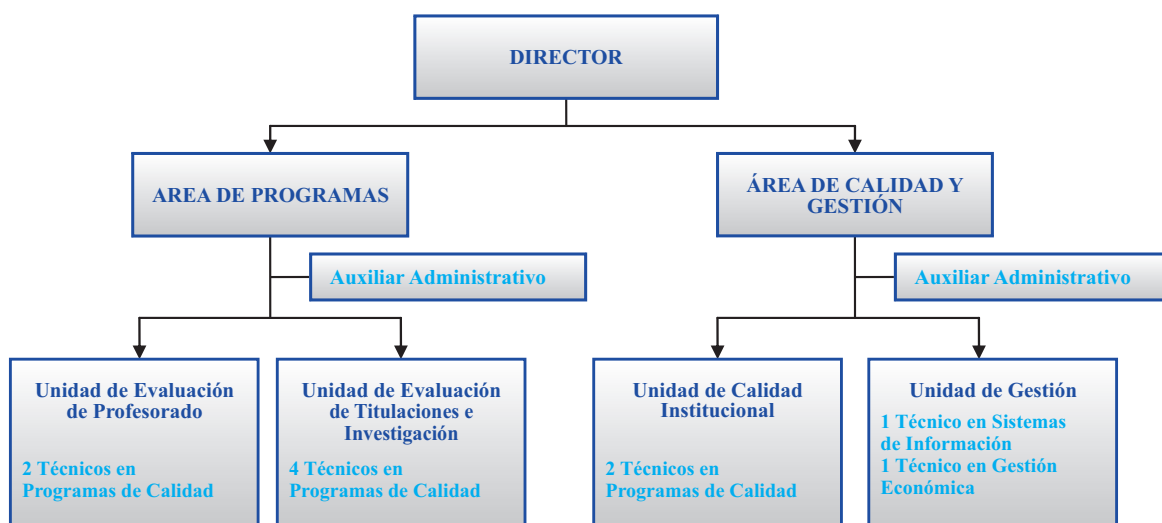 DIRECTOR
AREA DE PROGRAMAS
ÁREA DE CALIDAD Y
GESTIÓN
Auxiliar Administrativo
Auxiliar Administrativo
Unidad de Evaluación
de Profesorado
2 Técnicos en
Programas de Calidad
Unidad de Evaluación
de Titulaciones e
Investigación
4 Técnicos en
Programas de Calidad
Unidad de Calidad
Institucional
2 Técnicos en
Programas de Calidad
Unidad de Gestión
1 Técnico en Sistemas
de Información
1 Técnico en Gestión
Económica